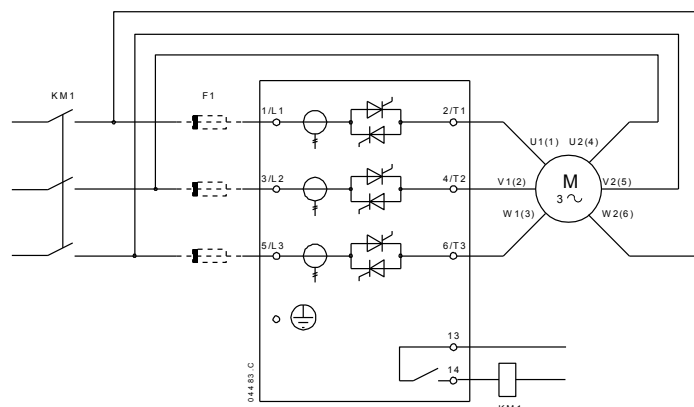 KM1
F1
1/L1
2/T1
U1(1)
U2(4)
3/L2
4/T2
V1(2)
M
3
V2(5)
W1(3)
W2(6)
5/L3
6/T3
13
14
04483.C
KM1